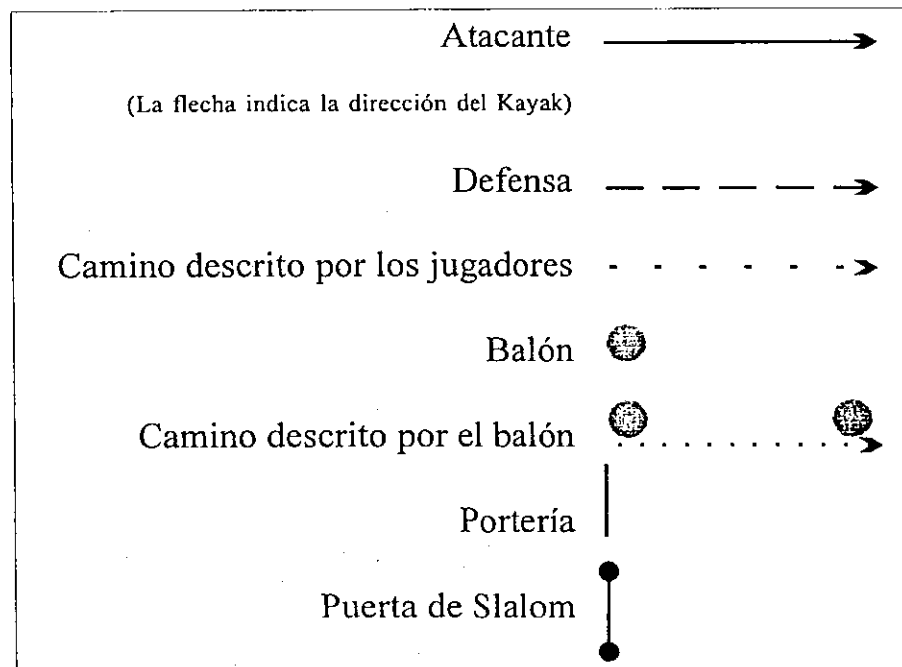 Atacante
(La flecha indica la dirección del Kayak)
Defensa
Camino descrito por los jugadores
Balón
Camino descrito por el balón
Portería
Puerta de Slalom